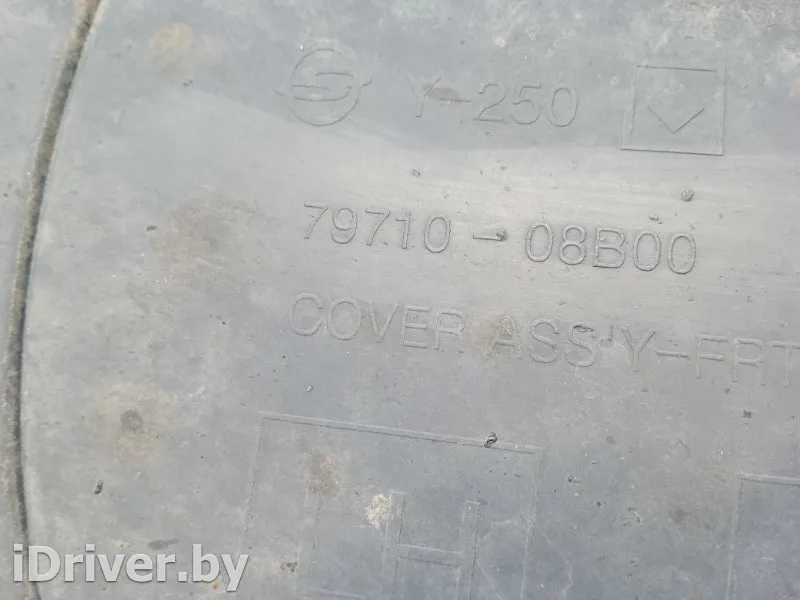 Y-250
79710-08B00
COVER ASS'Y-FRT
H
iDriver.by